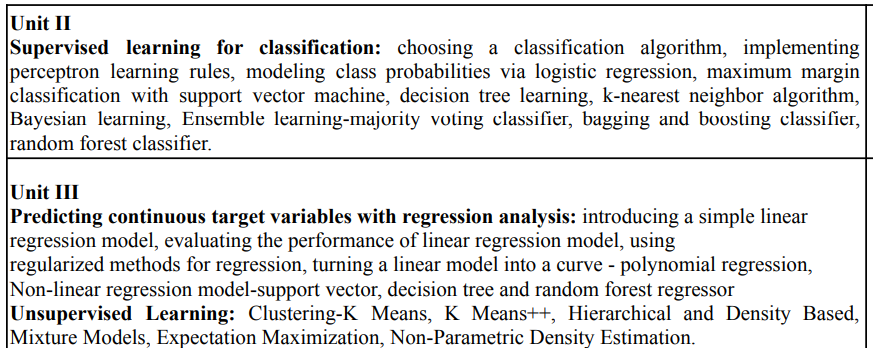 Unit II
Supervised learning for classification: choosing a classification algorithm, implementing
perceptron learning rules, modeling class probabilities via logistic regression, maximum margin
classification with support vector machine, decision tree learning, k-nearest neighbor algorithm,
Bayesian learning, Ensemble learning-majority voting classifier, bagging and boosting classifier,
random forest classifier.
Unit III
Predicting continuous target variables with regression analysis: introducing a simple linear
regression model, evaluating the performance of linear regression model, using
regularized methods for regression, turning a linear model into a curve - polynomial regression,
Non-linear regression model-support vector, decision tree and random forest regressor
Unsupervised Learning: Clustering-K Means, K Means++, Hierarchical and Density Based,
Mixture Models, Expectation Maximization, Non-Parametric Density Estimation.